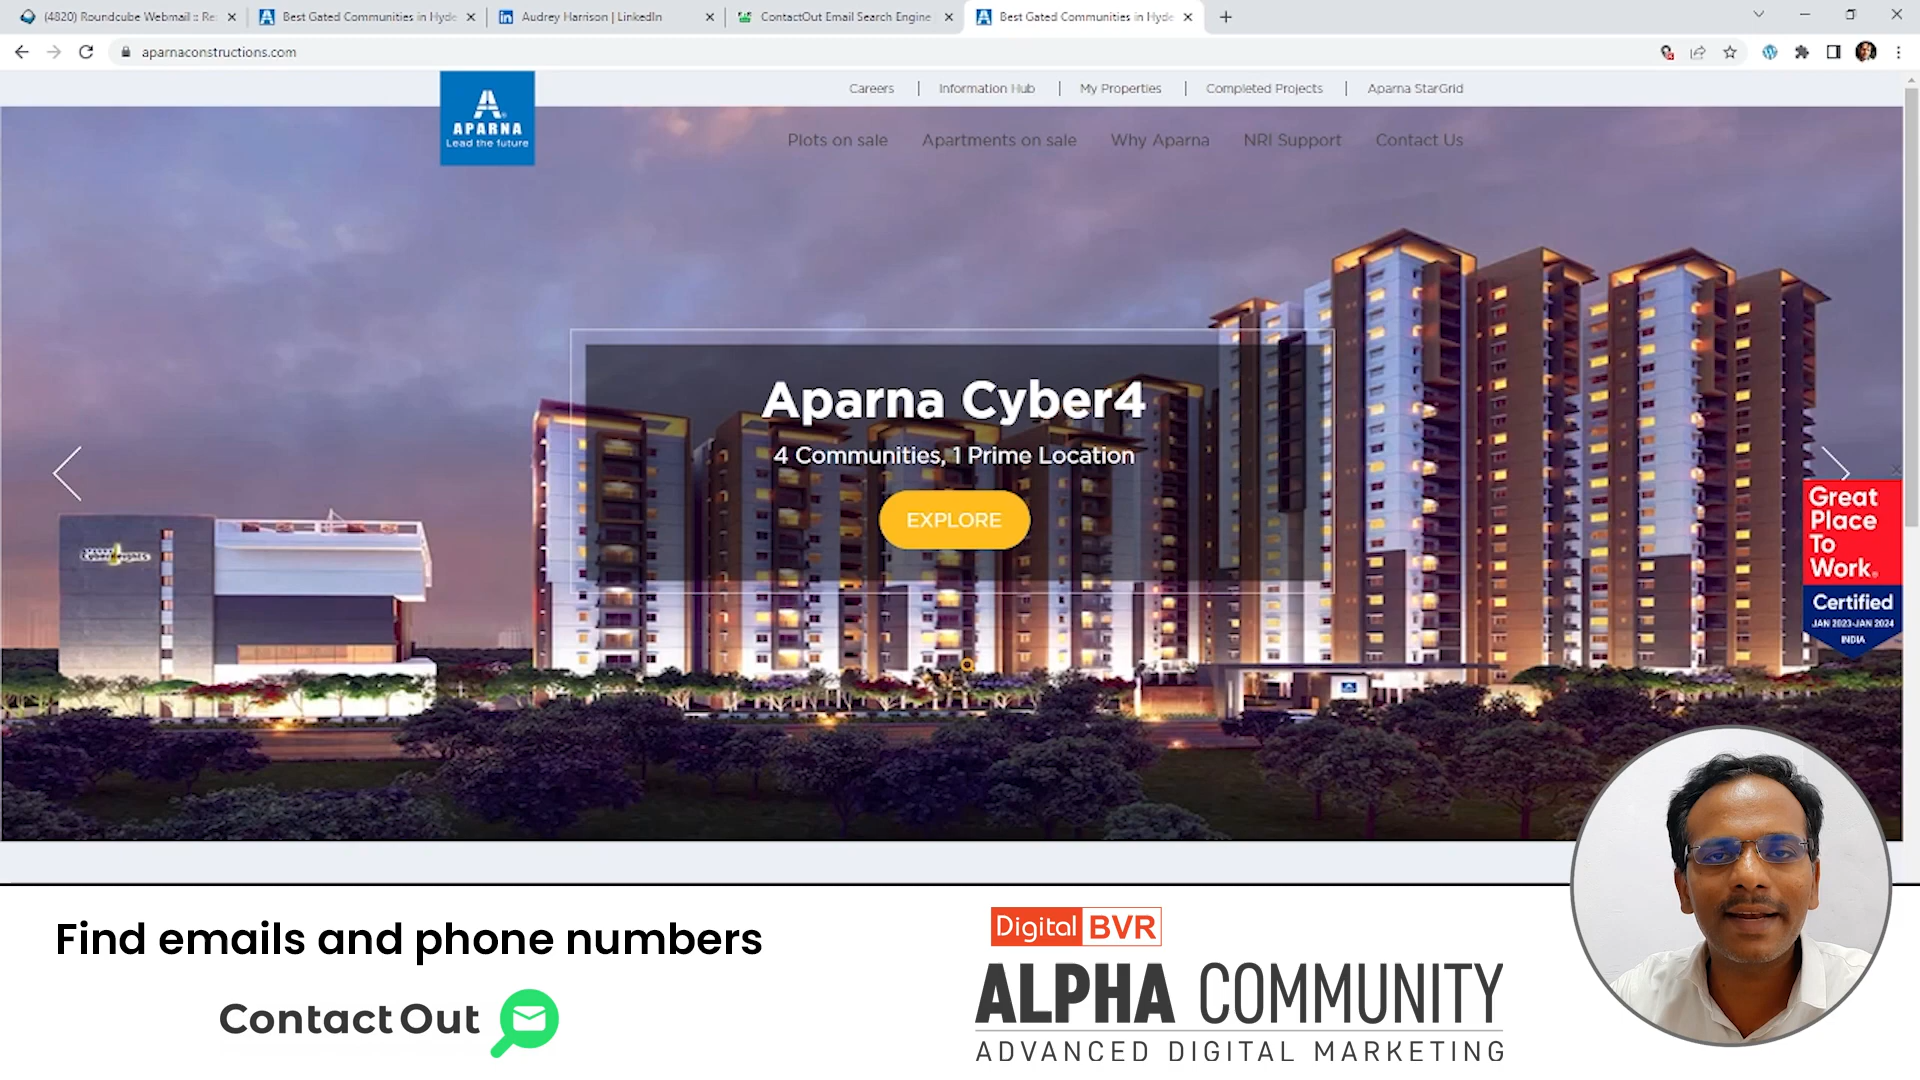 (4820) Roundcube Webmail :: Re:
Best Gated Communities in Hyde
Audrey Harrison | LinkedIn
ContactOut Email Search Engine
Best Gated Communities in Hyde
aparnaconstructions.com
Careers
Information Hub
My Properties
Completed Projects
Aparna StarGrid
APARNA
Lead the future
Plots on sale
Apartments on sale
Why Aparna
NRI Support
Contact Us
Aparna Cyber4
4 Communities, 1 Prime Location
EXPLORE
Great
Place
To
Work®
Certified
JAN 2023-JAN 2024
INDIA
Find emails and phone numbers
ContactOut
Digital BVR
ALPHA COMMUNITY
ADVANCED DIGITAL MARKETING